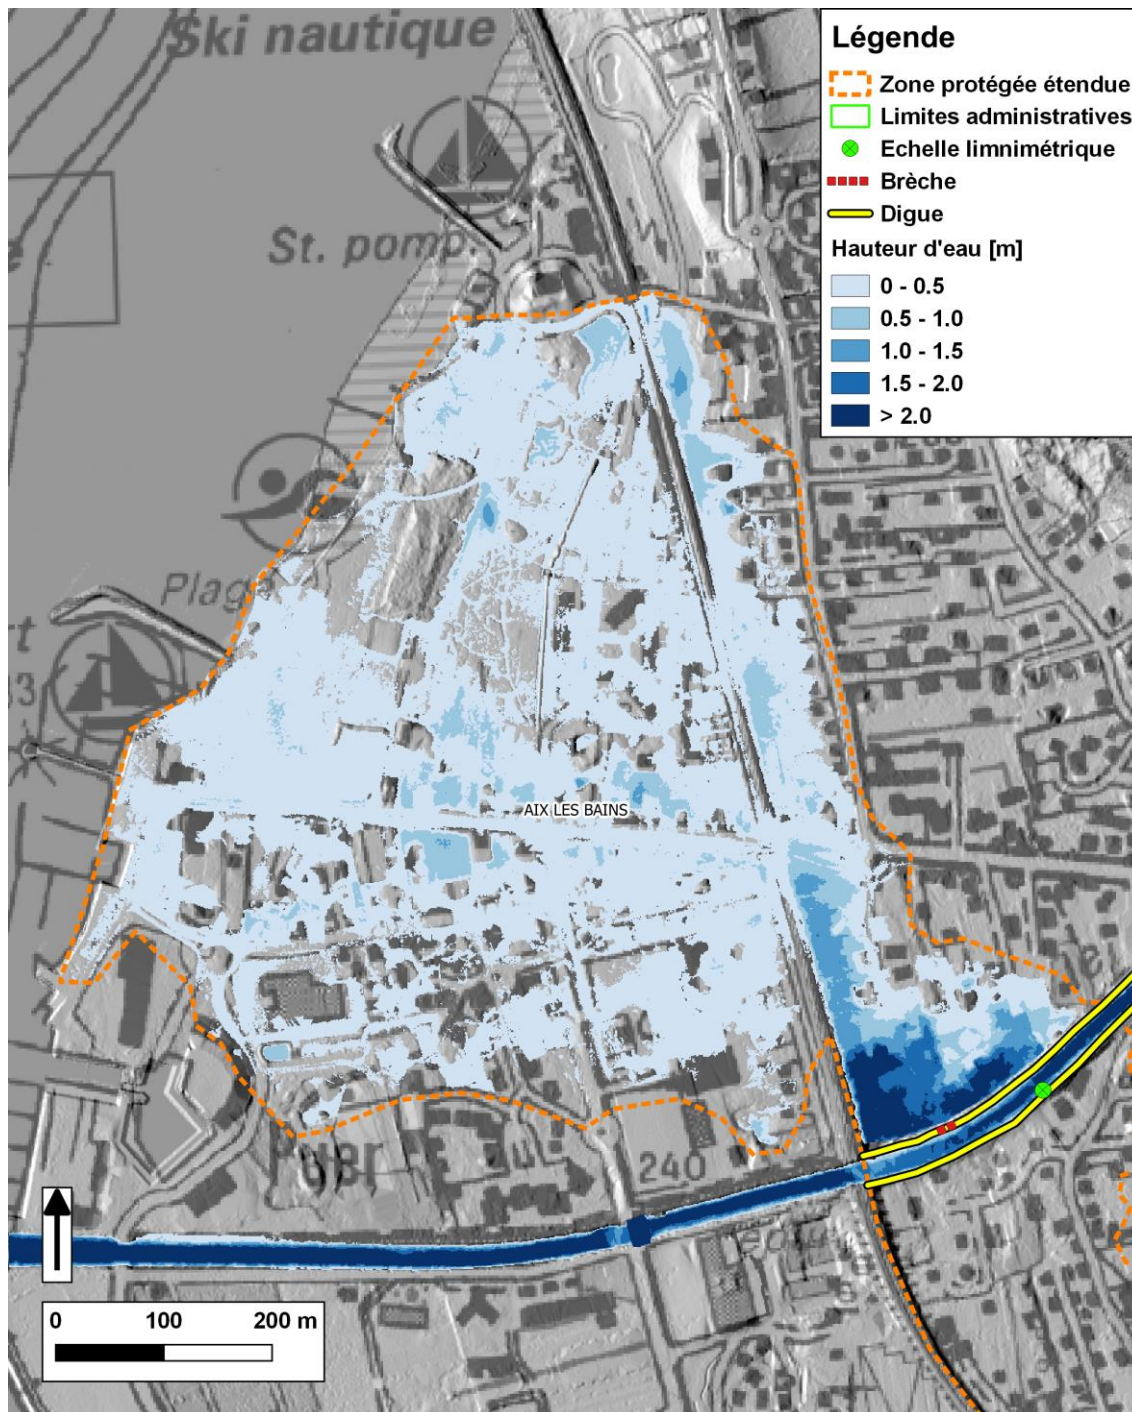 Ski nautique
Légende
Zone protégée étendue
Limites administratives
Echelle limnimétrique
Brèche
Digue
Hauteur d'eau [m]
0 - 0.5
0.5 - 1.0
1.0 - 1.5
1.5 - 2.0
> 2.0
St. pomp.
Plage
AIX LES BAINS
240
0 100 200 m